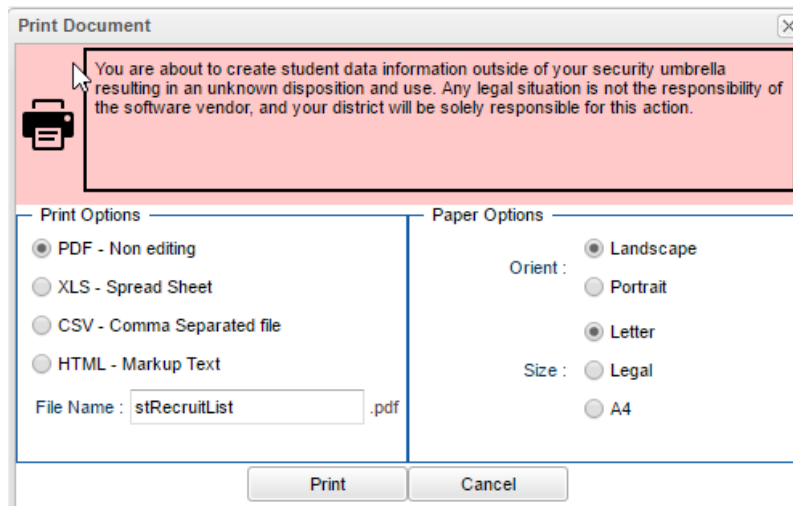 Print Document
You are about to create student data information outside of your security umbrella
resulting in an unknown disposition and use. Any legal situation is not the responsibility of
the software vendor, and your district will be solely responsible for this action.
Print Options
PDF - Non editing
XLS - Spread Sheet
CSV - Comma Separated file
HTML - Markup Text
File Name : stRecruitList .pdf
Paper Options
Orient :
Landscape
Portrait
Size :
Letter
Legal
A4
Print
Cancel